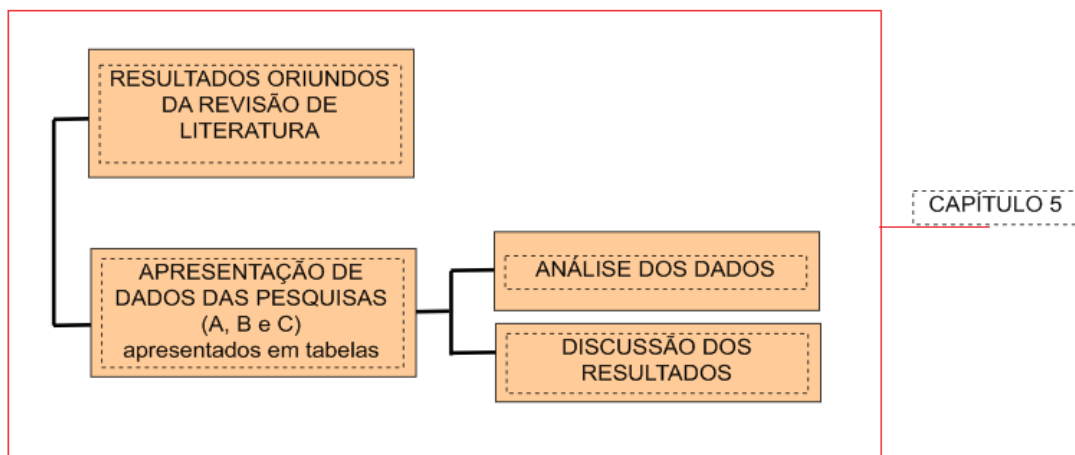 RESULTADOS ORIUNDOS
DA REVISÃO DE
LITERATURA
APRESENTAÇÃO DE
DADOS DAS PESQUISAS
(A, B e C)
apresentados em tabelas
ANÁLISE DOS DADOS
DISCUSSÃO DOS
RESULTADOS
CAPÍTULO 5